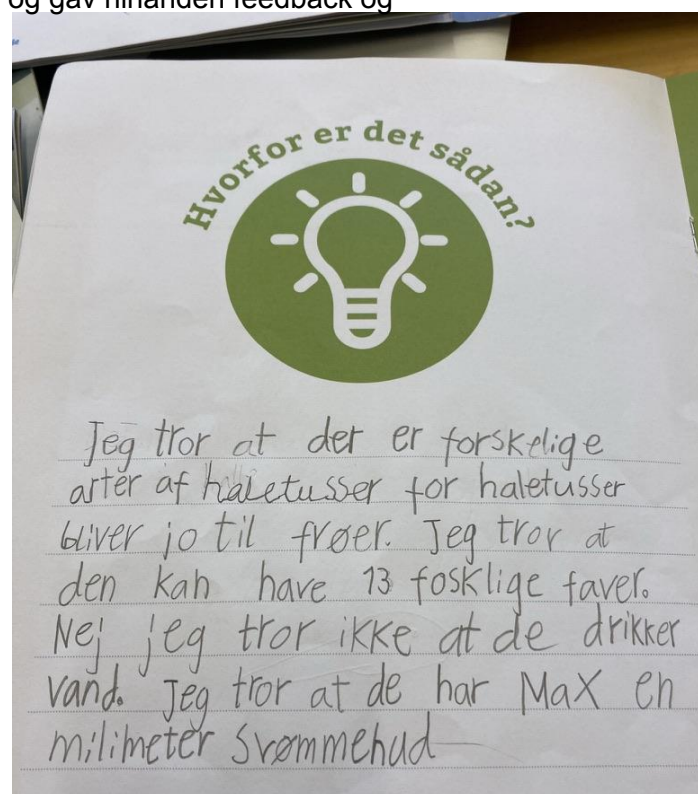 og gav hinanden feedback og
Hvorfor er det sådan?
Jeg tror at der er forskelige
arter af haletusser for haletusser
bliver jo til frøer. Jeg tror at
den kan have 13 fosklige faver.
Nej jeg tror ikke at de drikker
vand. Jeg tror at de har Max en
milimeter svømmehud